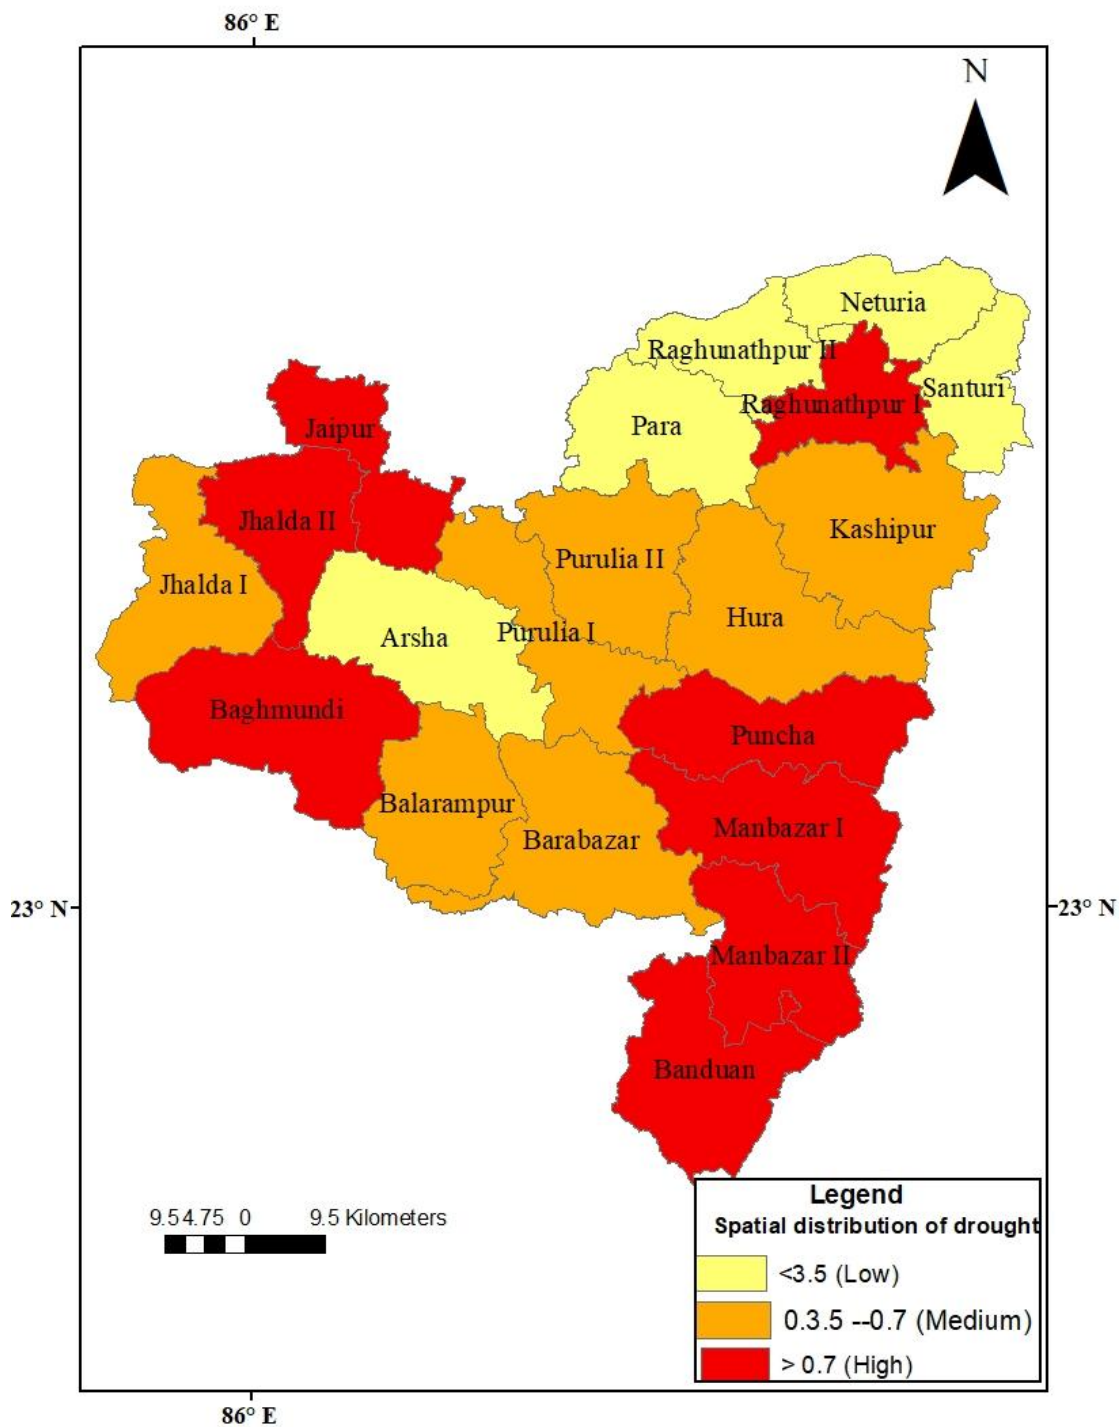 86° E
N
Neturia
Raghunathpur II
Santuri
Raghunathpur I
Para
Jaipur
Jhalda II
Kashipur
Purulia II
Jhalda I
Hura
Purulia I
Arsha
Baghmundi
Puncha
Balarampur
Manbazar I
Barabazar
23° N
23° N
Manbazar II
Banduan
Legend
Spatial distribution of drought
<3.5 (Low)
0.3.5 --0.7 (Medium)
> 0.7 (High)
9.5 4.75 0 9.5 Kilometers
86° E